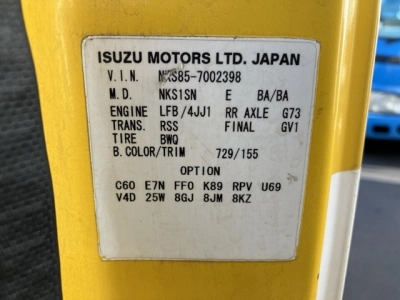 ISUZU MOTORS LTD. JAPAN
V.I.N. NKS85-7002398
M.D. NKS1SN E BA/BA
ENGINE LFB/4JJ1 RR AXLE G73
TRANS. RSS FINAL GV1
TIRE BWQ
B.COLOR/TRIM 729/155
OPTION
C60 E7N FF0 K89 RPV U69
V4D 25W 8GJ 8JM 8KZ